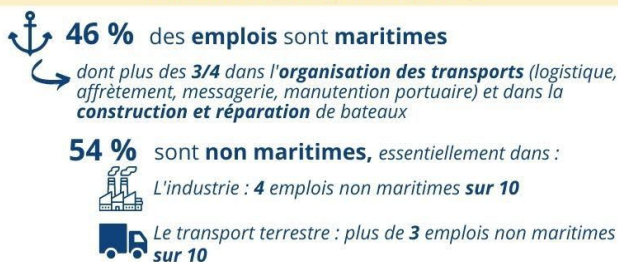 46 % des emplois sont maritimes
dont plus des 3/4 dans l'organisation des transports (logistique,
affrètement, messagerie, manutention portuaire) et dans la
construction et réparation de bateaux
54 % sont non maritimes, essentiellement dans :
L'industrie : 4 emplois non maritimes sur 10
Le transport terrestre : plus de 3 emplois non maritimes
sur 10